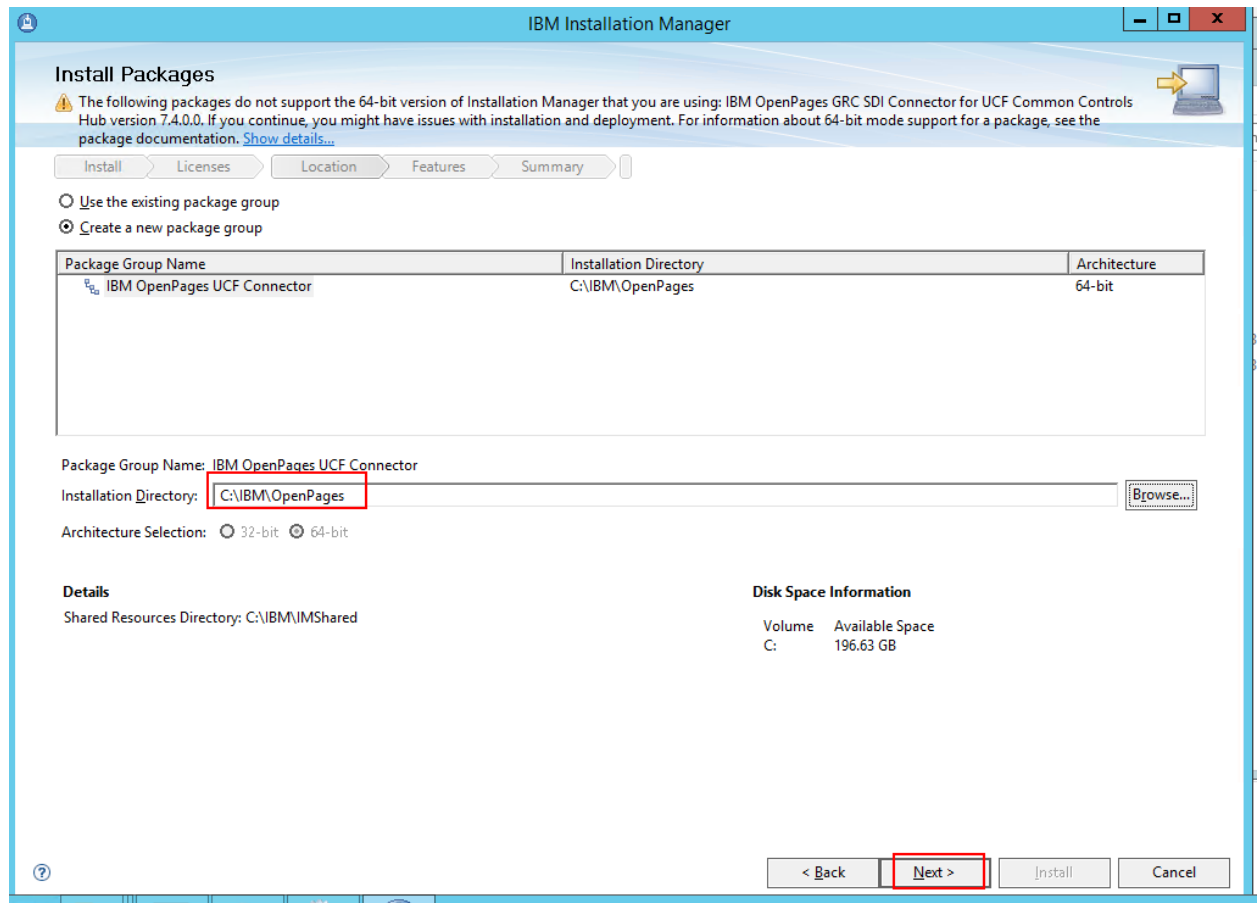 IBM Installation Manager
Install Packages
The following packages do not support the 64-bit version of Installation Manager that you are using: IBM OpenPages GRC SDI Connector for UCF Common Controls
Hub version 7.4.0.0. If you continue, you might have issues with installation and deployment. For information about 64-bit mode support for a package, see the
package documentation. Show details...
Install Licenses Location Features Summary
Use the existing package group
Create a new package group
Package Group Name Installation Directory Architecture
IBM OpenPages UCF Connector C:\IBM\OpenPages 64-bit
Package Group Name: IBM OpenPages UCF Connector
Installation Directory: C:\IBM\OpenPages Browse...
Architecture Selection: 32-bit 64-bit
Details Disk Space Information
Shared Resources Directory: C:\IBM\IMShared
Volume Available Space
C: 196.63 GB
? < Back Next > Install Cancel